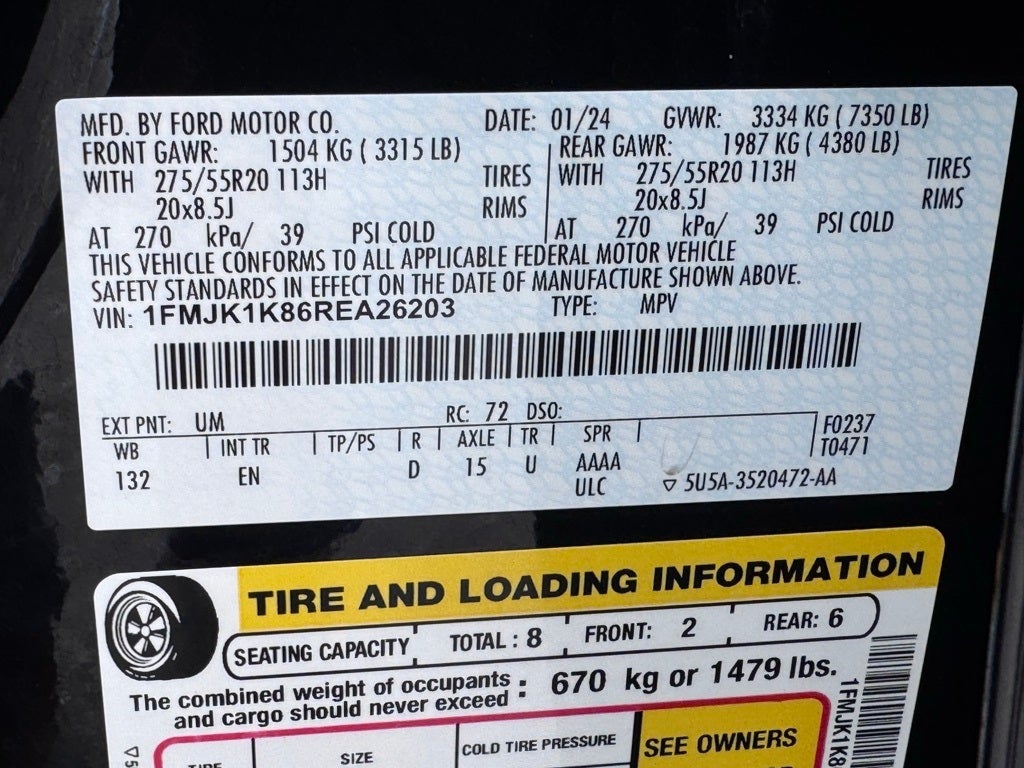 MFD. BY FORD MOTOR CO. DATE: 01/24 GVWR: 3334 KG ( 7350 LB)
FRONT GAWR: 1504 KG ( 3315 LB) REAR GAWR: 1987 KG ( 4380 LB)
WITH 275/55R20 113H TIRES WITH 275/55R20 113H TIRES
20x8.5J RIMS 20x8.5J RIMS
AT 270 kPa/ 39 PSI COLD AT 270 kPa/ 39 PSI COLD
THIS VEHICLE CONFORMS TO ALL APPLICABLE FEDERAL MOTOR VEHICLE
SAFETY STANDARDS IN EFFECT ON THE DATE OF MANUFACTURE SHOWN ABOVE.
VIN: 1FMJK1K86REA26203 TYPE: MPV
EXT PNT: UM RC: 72 DSO:
WB INT TR TP/PS R AXLE TR SPR F0237
T0471
132 EN D 15 U AAAA
ULC ▽ 5U5A-3520472-AA
TIRE AND LOADING INFORMATION
SEATING CAPACITY TOTAL : 8 FRONT: 2 REAR: 6
The combined weight of occupants
and cargo should never exceed : 670 kg or 1479 lbs.
TIRE SIZE COLD TIRE PRESSURE SEE OWNERS
1FMJK1K8
▽5